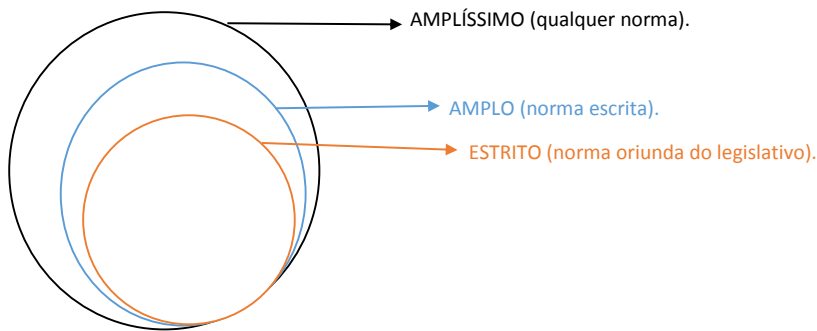 AMPLÍSSIMO (qualquer norma).
AMPLO (norma escrita).
ESTRITO (norma oriunda do legislativo).